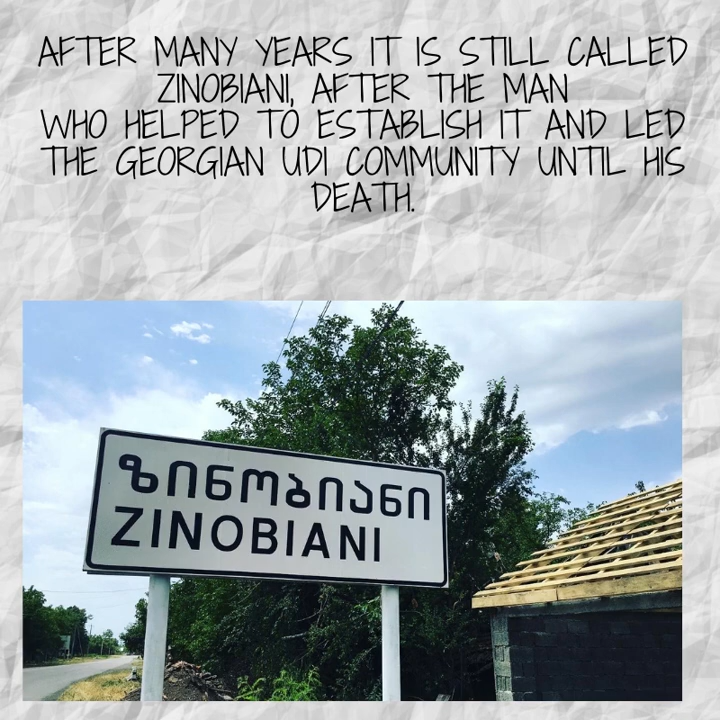 AFTER MANY YEARS IT IS STILL CALLED
ZINOBIANI, AFTER THE MAN
WHO HELPED TO ESTABLISH IT AND LED
THE GEORGIAN UDI COMMUNITY UNTIL HIS
DEATH.
ზინობიანი
ZINOBIANI